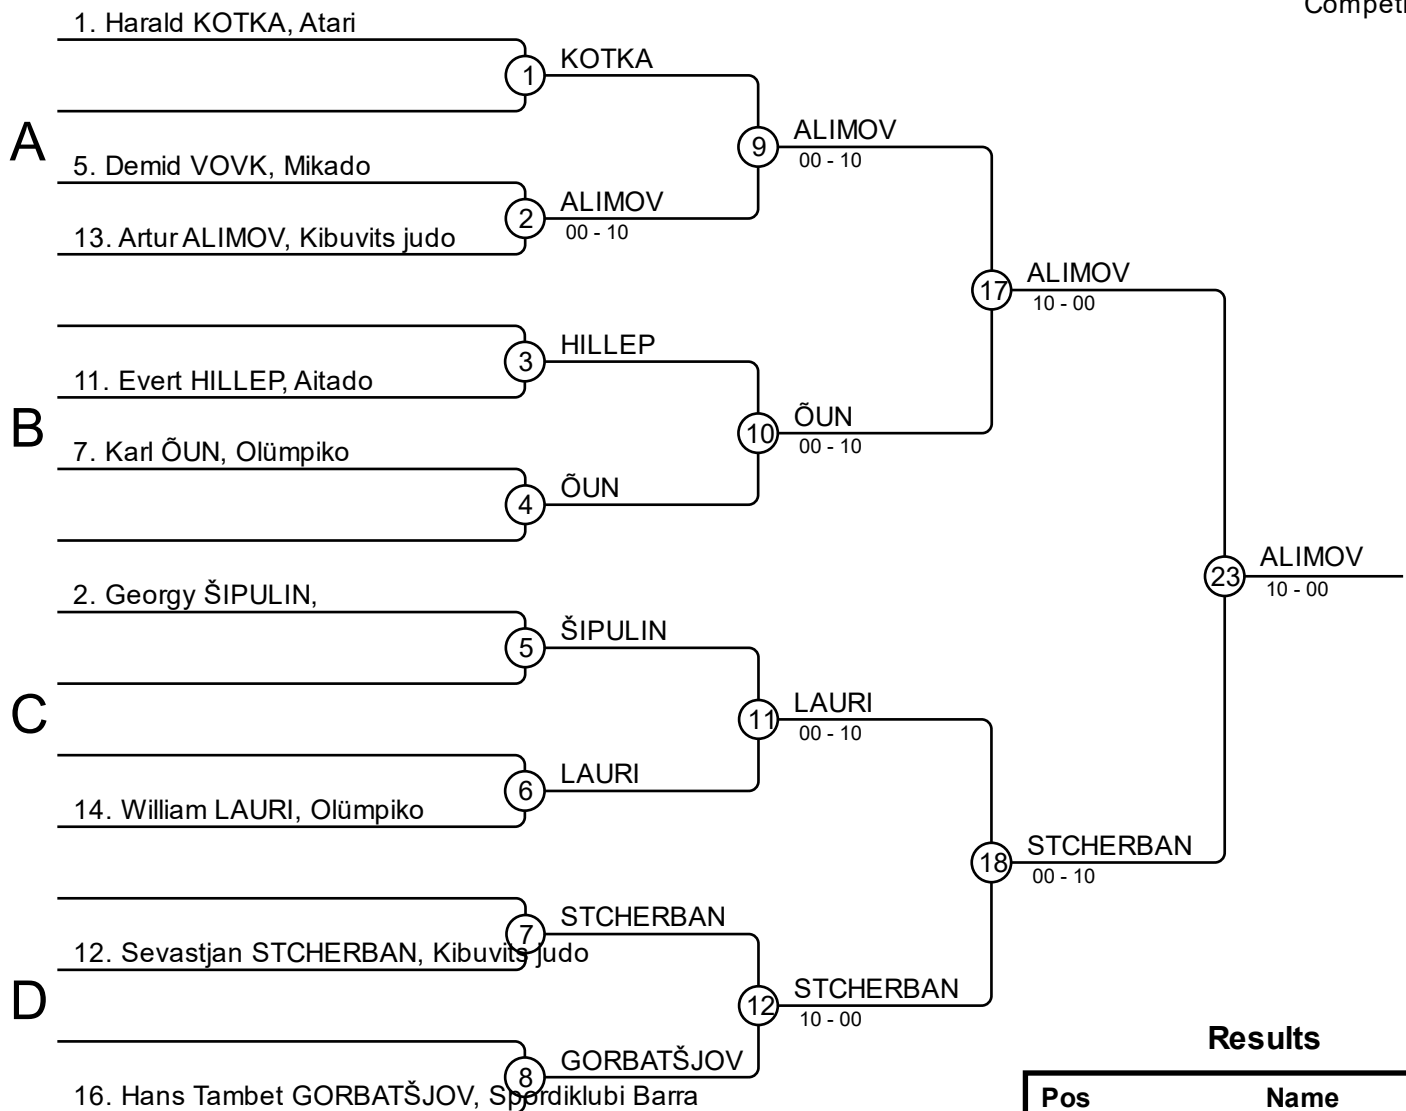 Competi
1. Harald KOTKA, Atari
1
KOTKA
A
9
ALIMOV
00 - 10
5. Demid VOVK, Mikado
2
ALIMOV
00 - 10
13. Artur ALIMOV, Kibuvits judo
17
ALIMOV
10 - 00
3
HILLEP
11. Evert HILLEP, Aitado
B
10
ÕUN
00 - 10
7. Karl ÕUN, Olümpiko
4
ÕUN
23
ALIMOV
10 - 00
2. Georgy ŠIPULIN,
5
ŠIPULIN
C
11
LAURI
00 - 10
6
LAURI
14. William LAURI, Olümpiko
18
STCHERBAN
00 - 10
7
STCHERBAN
12. Sevastjan STCHERBAN, Kibuvits judo
D
12
STCHERBAN
10 - 00
8
GORBATŠJOV
16. Hans Tambet GORBATŠJOV, Spordiklubi Barra
Results
Pos Name